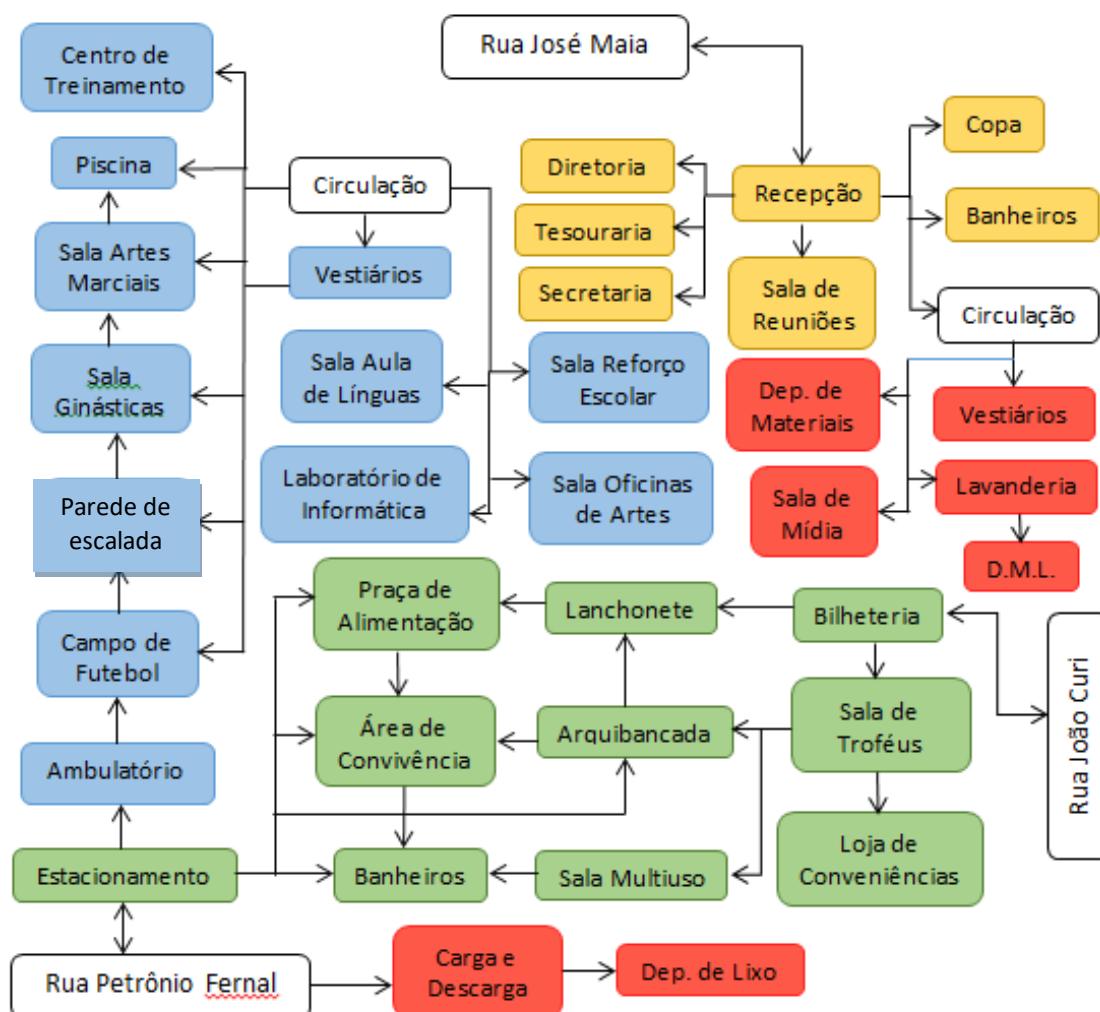 Centro de
Treinamento
Rua José Maia
Copa
Piscina
Circulação
Diretoria
Recepção
Banheiros
Tesouraria
Sala Artes
Marciais
Vestiários
Secretaria
Sala de
Reuniões
Circulação
Sala
Ginásticas
Sala Aula
de Línguas
Sala Reforço
Escolar
Dep. de
Materiais
Vestiários
Parede de
escalada
Laboratório de
Informática
Sala Oficinas
de Artes
Sala de
Mídia
Lavanderia
D.M.L.
Campo de
Futebol
Praça de
Alimentação
Lanchonete
Bilheteria
Rua João Curi
Ambulatório
Área de
Convivência
Arquibancada
Sala de
Troféus
Estacionamento
Banheiros
Sala Multiuso
Loja de
Conveniências
Rua Petrônio Fernal
Carga e
Descarga
Dep. de Lixo